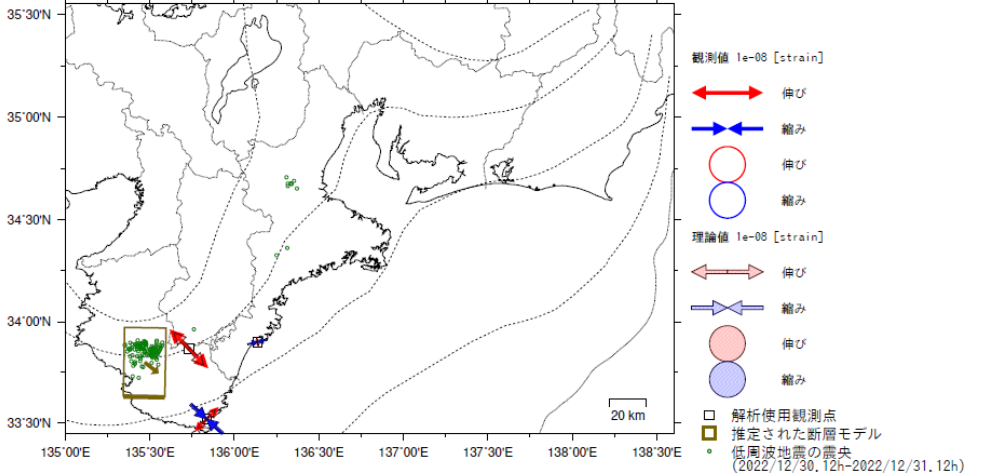 35°30'N
35°00'N
34°30'N
34°00'N
33°30'N
135°00'E
135°30'E
136°00'E
136°30'E
137°00'E
137°30'E
138°00'E
138°30'E
20 km
観測値 1e-08 [strain]
伸び
縮み
伸び
縮み
理論値 1e-08 [strain]
伸び
縮み
伸び
縮み
解析使用観測点
推定された断層モデル
低周波地震の震央
(2022/12/30.12h-2022/12/31.12h)